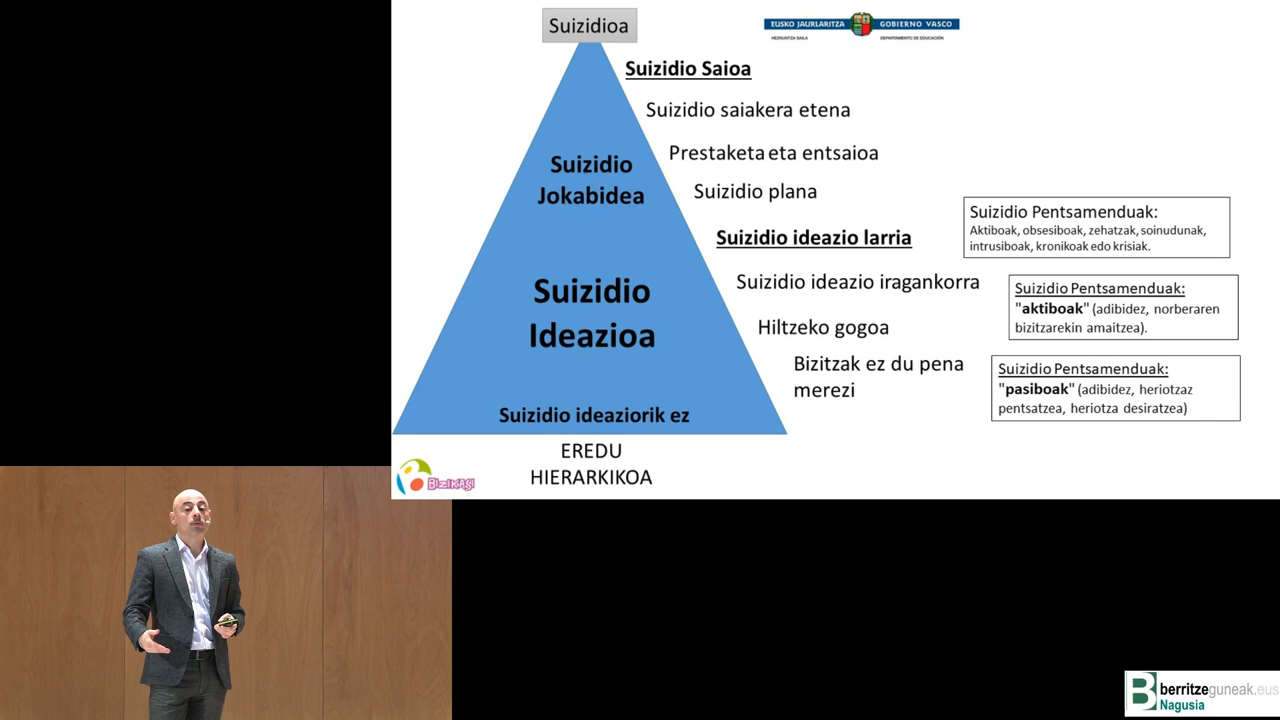 Suizidioa
EUSKO JAURLARITZA
GOBIERNO VASCO
HEZKUNTZA SAILA
DEPARTAMENTO DE EDUCACIÓN
Suizidio Saioa
Suizidio saiakera etena
Prestaketa eta entsaioa
Suizidio
Jokabidea
Suizidio plana
Suizidio ideazio larria
Suizidio Pentsamenduak:
Aktiboak, obsesiboak, zehatzak, soinudunak,
intrusiboak, kronikoak edo krisiak.
Suizidio
Ideazioa
Suizidio ideazio iragankorra
Suizidio Pentsamenduak:
"aktiboak" (adibidez, norberaren
bizitzarekin amaitzea).
Hiltzeko gogoa
Bizitzak ez du pena
merezi
Suizidio Pentsamenduak:
"pasiboak" (adibidez, heriotzaz
pentsatzea, heriotza desiratzea)
Suizidio ideaziorik ez
EREDU
HIERARKIKOA
BIZIKASI
berritzeguneak.eus
Nagusia